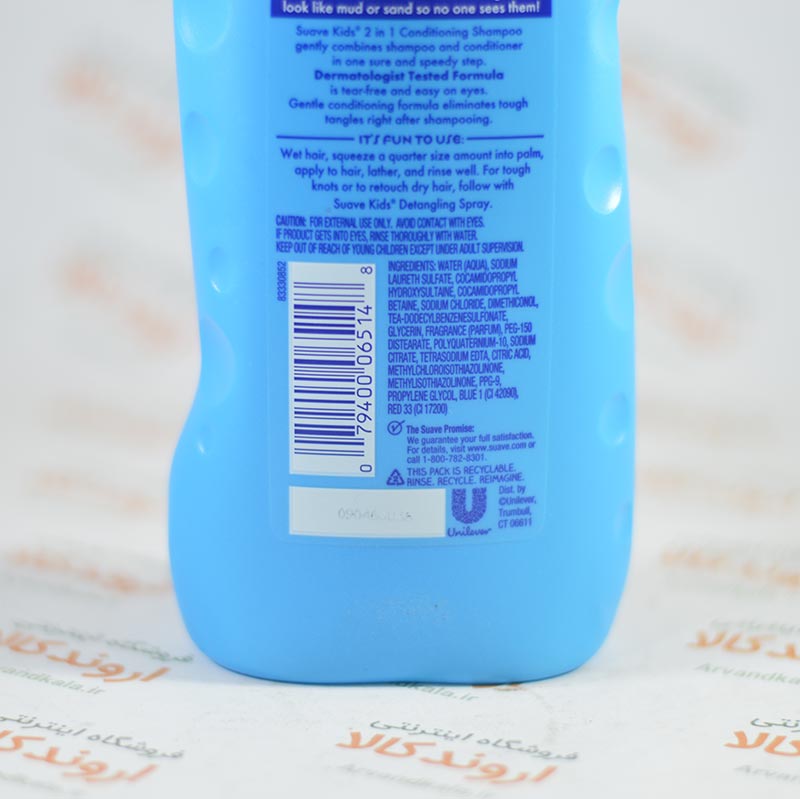 look like mud or sand so no one sees them!
Suave Kids® 2 in 1 Conditioning Shampoo
gently combines shampoo and conditioner
in one sure and speedy step.
Dermatologist Tested Formula
is tear-free and easy on eyes.
Gentle conditioning formula eliminates tough
tangles right after shampooing.
IT'S FUN TO USE:
Wet hair, squeeze a quarter size amount into palm,
apply to hair, lather, and rinse well. For tough
knots or to retouch dry hair, follow with
Suave Kids® Detangling Spray.
CAUTION: FOR EXTERNAL USE ONLY. AVOID CONTACT WITH EYES.
IF PRODUCT GETS INTO EYES, RINSE THOROUGHLY WITH WATER.
KEEP OUT OF REACH OF YOUNG CHILDREN EXCEPT UNDER ADULT SUPERVISION.
83330852
0 79400 06514 8
INGREDIENTS: WATER (AQUA), SODIUM
LAURETH SULFATE, COCAMIDOPROPYL
HYDROXYSULTAINE, COCAMIDOPROPYL
BETAINE, SODIUM CHLORIDE, DIMETHICONOL,
TEA-DODECYLBENZENESULFONATE,
GLYCERIN, FRAGRANCE (PARFUM), PEG-150
DISTEARATE, POLYQUATERNIUM-10, SODIUM
CITRATE, TETRASODIUM EDTA, CITRIC ACID,
METHYLCHLOROISOTHIAZOLINONE,
METHYLISOTHIAZOLINONE, PPG-9,
PROPYLENE GLYCOL, BLUE 1 (CI 42090),
RED 33 (CI 17200)
The Suave Promise:
We guarantee your full satisfaction.
For details, visit www.suave.com or
call 1-800-782-8301.
THIS PACK IS RECYCLABLE.
RINSE. RECYCLE. REIMAGINE.
Unilever
Dist. by
©Unilever,
Trumbull,
CT 06611
فروشگاه اینترنتی
اروند کالا
Arvandkala.ir
فروشگاه اینترنتی
اروند کالا
Arvandkala.ir